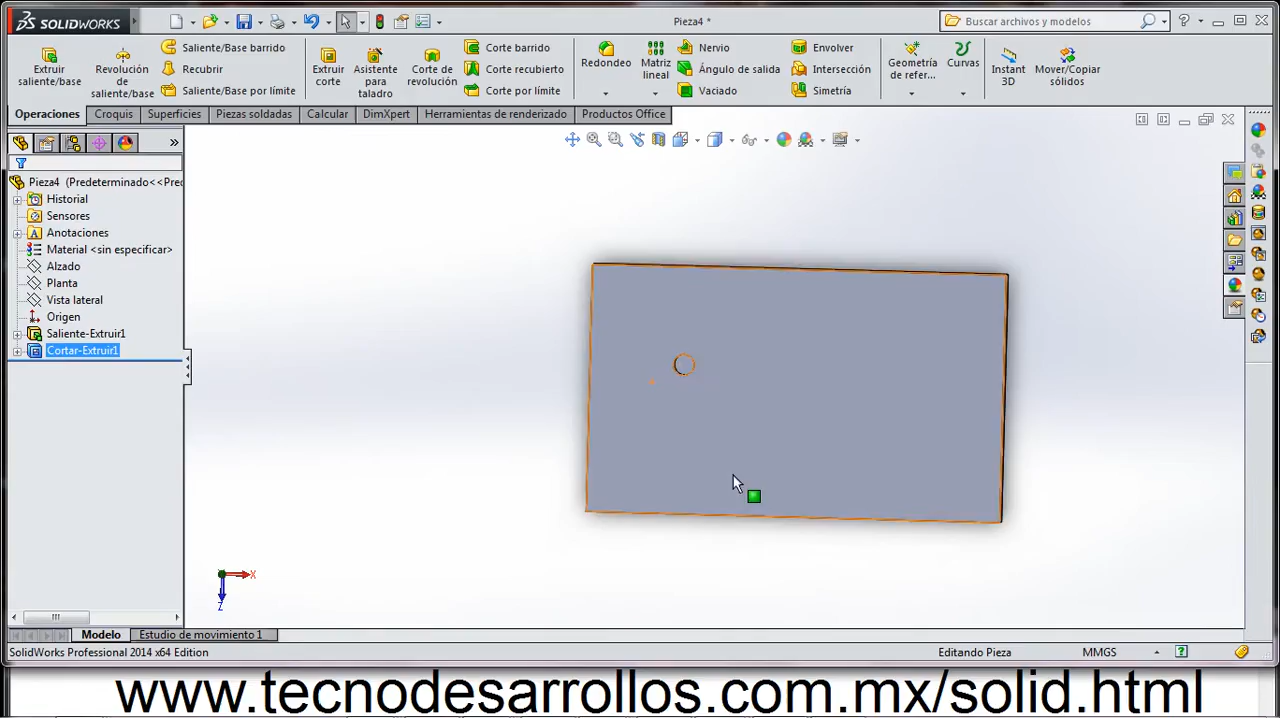 SOLIDWORKS
Pieza4 *
Buscar archivos y modelos
Extruir saliente/base
Revolución de saliente/base
Saliente/Base barrido
Recubrir
Saliente/Base por límite
Extruir corte
Asistente para taladro
Corte de revolución
Corte barrido
Corte recubierto
Corte por límite
Redondeo
Matriz lineal
Nervio
Ángulo de salida
Vaciado
Envolver
Intersección
Simetría
Geometría de refer...
Curvas
Instant 3D
Mover/Copiar sólidos
Operaciones
Croquis
Superficies
Piezas soldadas
Calcular
DimXpert
Herramientas de renderizado
Productos Office
Pieza4 (Predeterminado<<Prec
Historial
Sensores
Anotaciones
Material <sin especificar>
Alzado
Planta
Vista lateral
Origen
Saliente-Extruir1
Cortar-Extruir1
X
Z
Modelo
Estudio de movimiento 1
SolidWorks Professional 2014 x64 Edition
Editando Pieza
MMGS
www.tecnodesarrollos.com.mx/solid.html